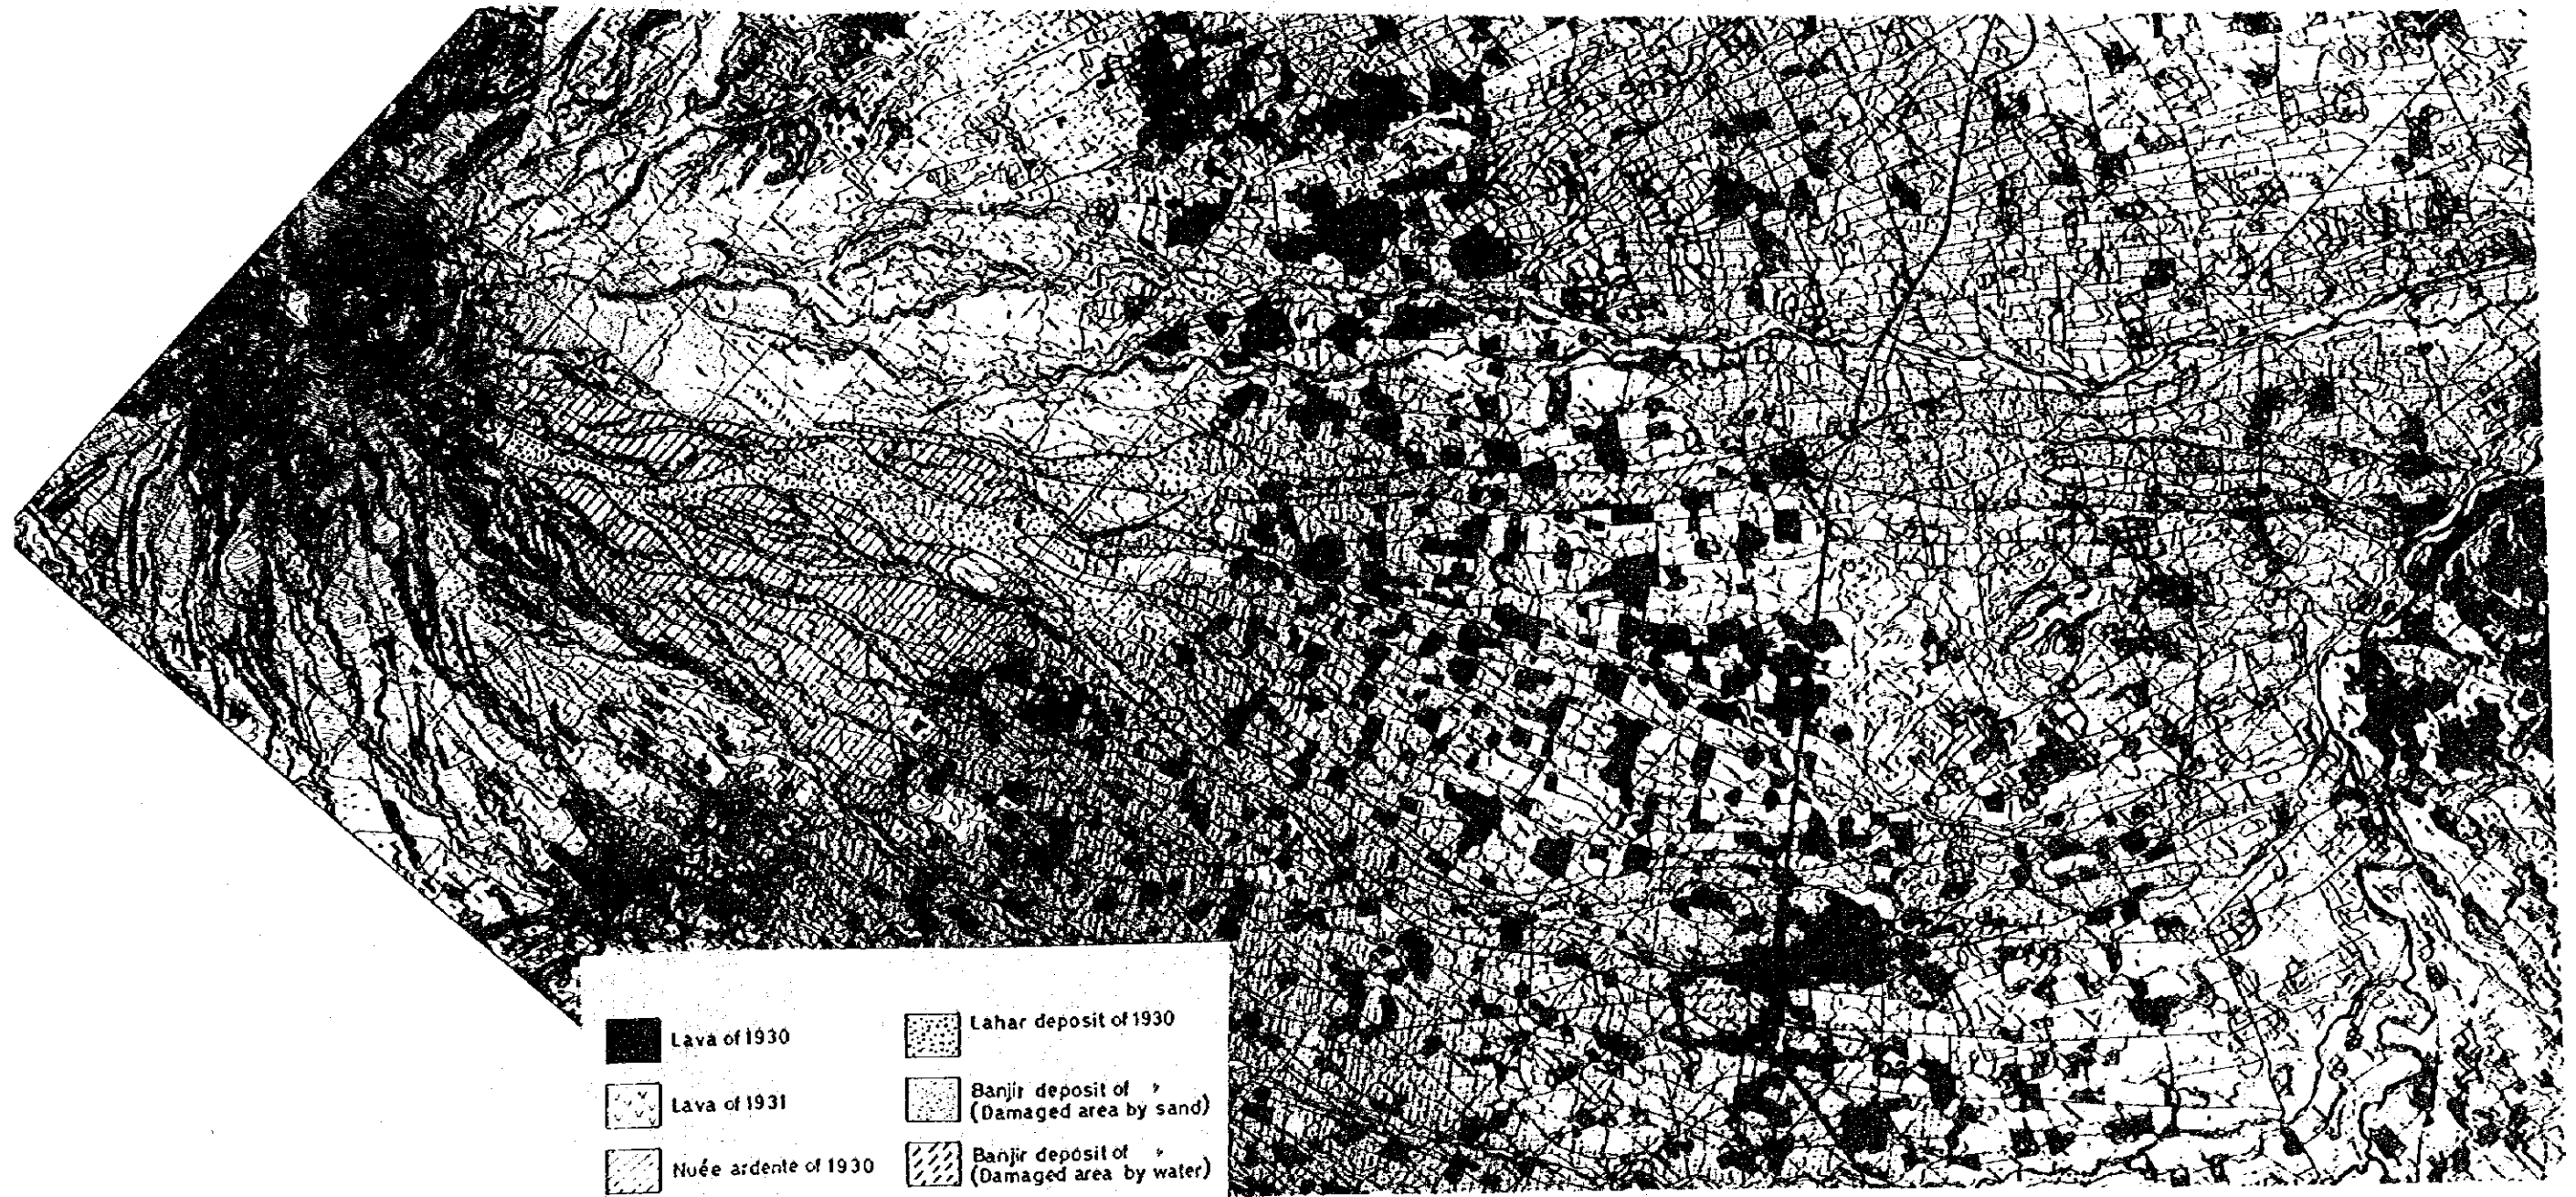 Lava of 1930
Lava of 1931
Nuée ardente of 1930
Lahar deposit of 1930
Banjir deposit of 〃
(Damaged area by sand)
Banjir deposit of 〃
(Damaged area by water)